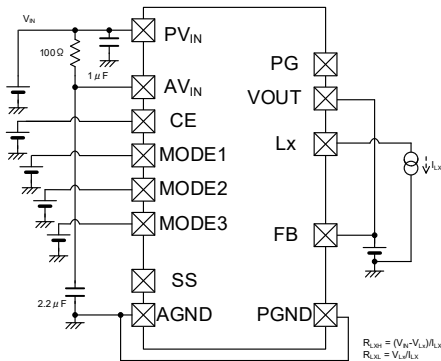 VIN
PVIN
100Ω
1μF
AVIN
CE
MODE1
MODE2
MODE3
SS
2.2μF
AGND
PG
VOUT
Lx
ILX
FB
PGND
RLXH = (VIN-VLx)/ILX
RLXL = VLx/ILX